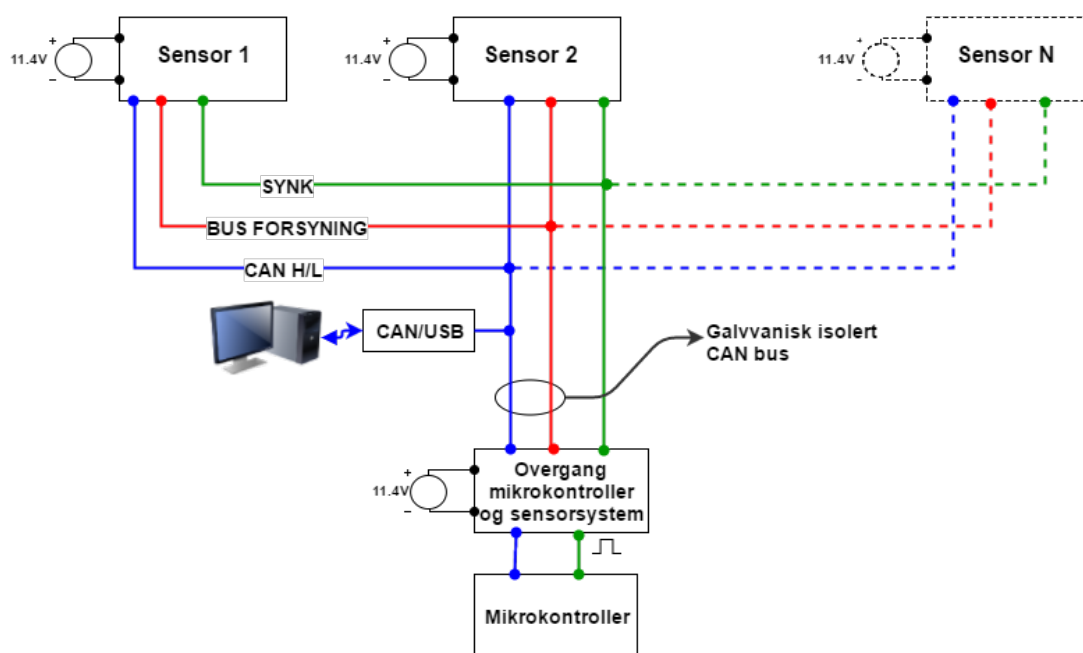 Sensor 1
Sensor 2
Sensor N
+
11.4V
−
+
11.4V
−
+
11.4V
−
SYNK
BUS FORSYNING
CAN H/L
CAN/USB
Galvvanisk isolert
CAN bus
+
11.4V
−
Overgang
mikrokontroller
og sensorsystem
Mikrokontroller